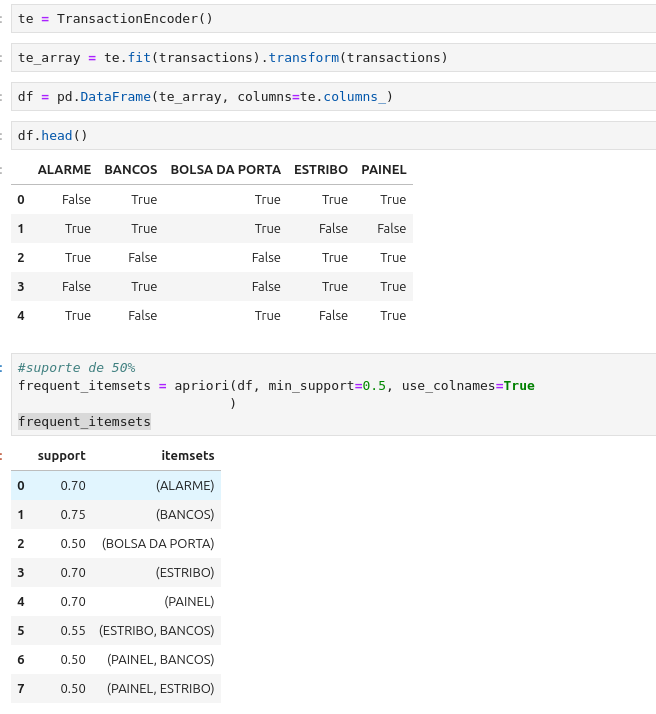 te = TransactionEncoder()
te_array = te.fit(transactions).transform(transactions)
df = pd.DataFrame(te_array, columns=te.columns_)
df.head()
ALARME BANCOS BOLSA DA PORTA ESTRIBO PAINEL
0 False True True True True
1 True True True False False
2 True False False True True
3 False True False True True
4 True False True False True
#suporte de 50%
frequent_itemsets = apriori(df, min_support=0.5, use_colnames=True
)
frequent_itemsets
support itemsets
0 0.70 (ALARME)
1 0.75 (BANCOS)
2 0.50 (BOLSA DA PORTA)
3 0.70 (ESTRIBO)
4 0.70 (PAINEL)
5 0.55 (ESTRIBO, BANCOS)
6 0.50 (PAINEL, BANCOS)
7 0.50 (PAINEL, ESTRIBO)